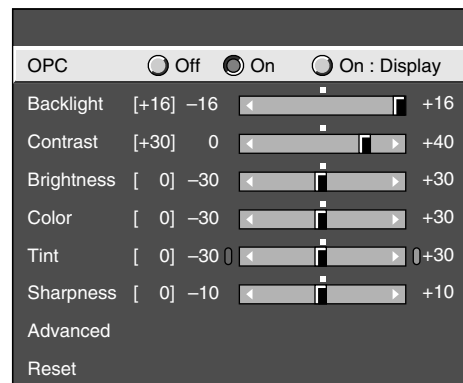 OPC Off On On : Display
Backlight [+16] –16 +16
Contrast [+30] 0 +40
Brightness [ 0] –30 +30
Color [ 0] –30 +30
Tint [ 0] –30 +30
Sharpness [ 0] –10 +10
Advanced
Reset